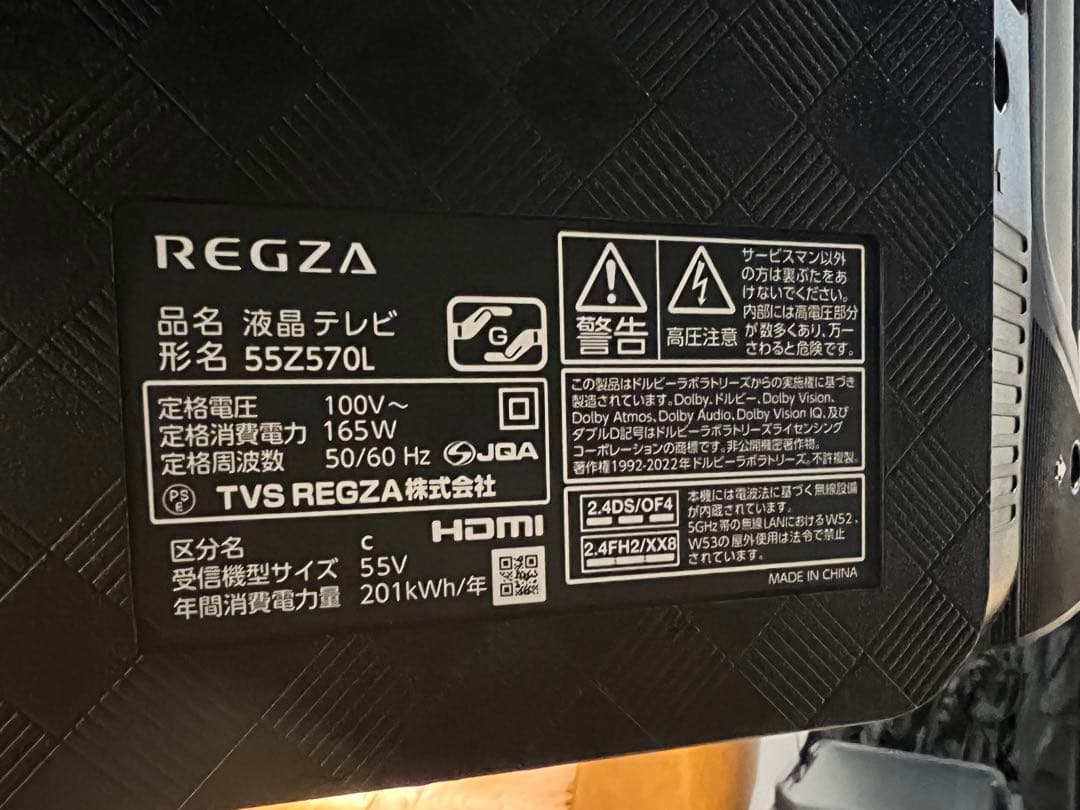 REGZA
品名 液晶テレビ
形名 55Z570L
G
定格電圧 100V～
定格消費電力 165W
定格周波数 50/60 Hz JQA
PSE TVS REGZA株式会社
HDMI
区分名 C
受信機型サイズ 55V
年間消費電力量 201kWh/年
警告
高圧注意
サービスマン以外
の方は裏ぶたをあ
けないでください。
内部には高電圧部分
が数多くあり、万一
さわると危険です。
この製品はドルビーラボラトリーズからの実施権に基づき
製造されています。Dolby、ドルビー、Dolby Vision、
Dolby Atmos、Dolby Audio、Dolby Vision IQ、及び
ダブルD記号はドルビーラボラトリーズライセンシング
コーポレーションの商標です。非公開機密著作物。
著作権1992-2022年ドルビーラボラトリーズ。不許複製。
2.4DS/OF4
2.4FH2/XX8
本機には電波法に基づく無線設備
が内蔵されています。
5GHz帯の無線LANにおけるW52、
W53の屋外使用は法令で禁止
されています。
MADE IN CHINA